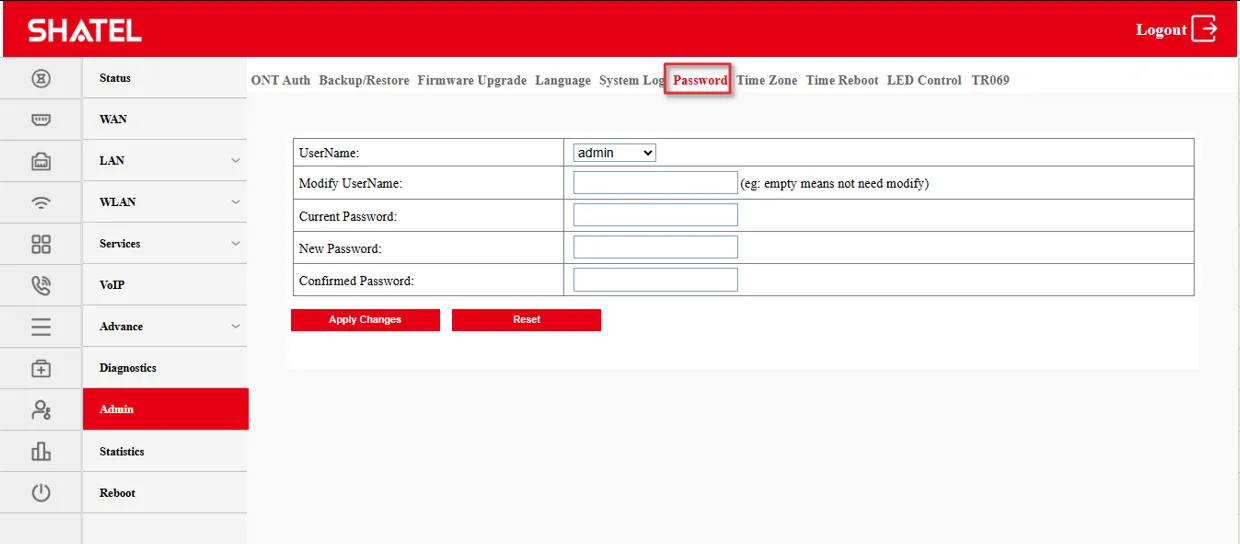 SHATEL
Logout
Status
WAN
LAN
WLAN
Services
VoIP
Advance
Diagnostics
Admin
Statistics
Reboot
ONT Auth Backup/Restore Firmware Upgrade Language System Log Password Time Zone Time Reboot LED Control TR069
UserName: admin
Modify UserName: (eg: empty means not need modify)
Current Password:
New Password:
Confirmed Password:
Apply Changes Reset